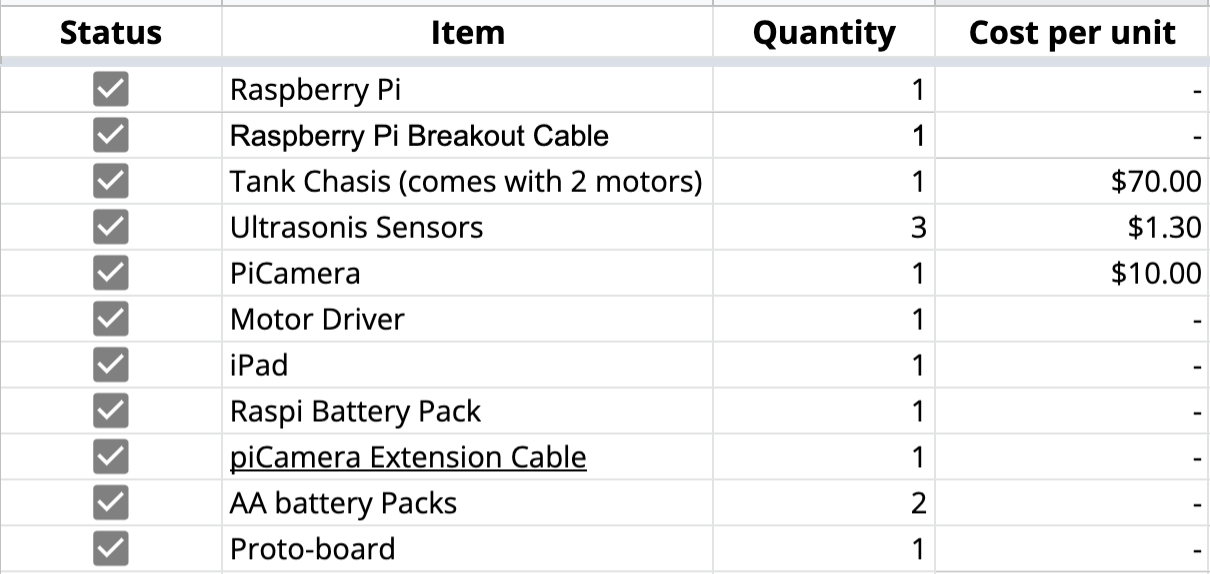 Status Item Quantity Cost per unit
Raspberry Pi 1 -
Raspberry Pi Breakout Cable 1 -
Tank Chasis (comes with 2 motors) 1 $70.00
Ultrasonis Sensors 3 $1.30
PiCamera 1 $10.00
Motor Driver 1 -
iPad 1 -
Raspi Battery Pack 1 -
piCamera Extension Cable 1 -
AA battery Packs 2 -
Proto-board 1 -